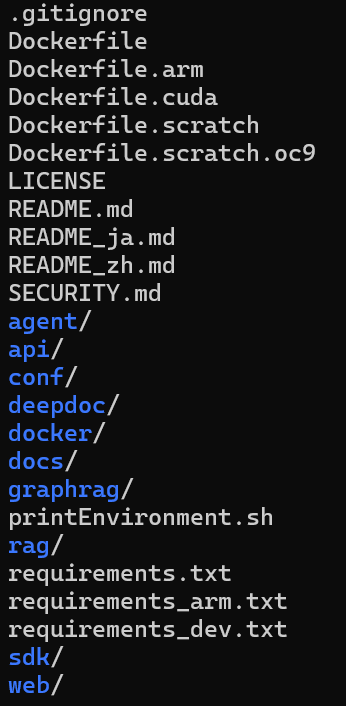 .gitignore
Dockerfile
Dockerfile.arm
Dockerfile.cuda
Dockerfile.scratch
Dockerfile.scratch.oc9
LICENSE
README.md
README_ja.md
README_zh.md
SECURITY.md
agent/
api/
conf/
deepdoc/
docker/
docs/
graphrag/
printEnvironment.sh
rag/
requirements.txt
requirements_arm.txt
requirements_dev.txt
sdk/
web/